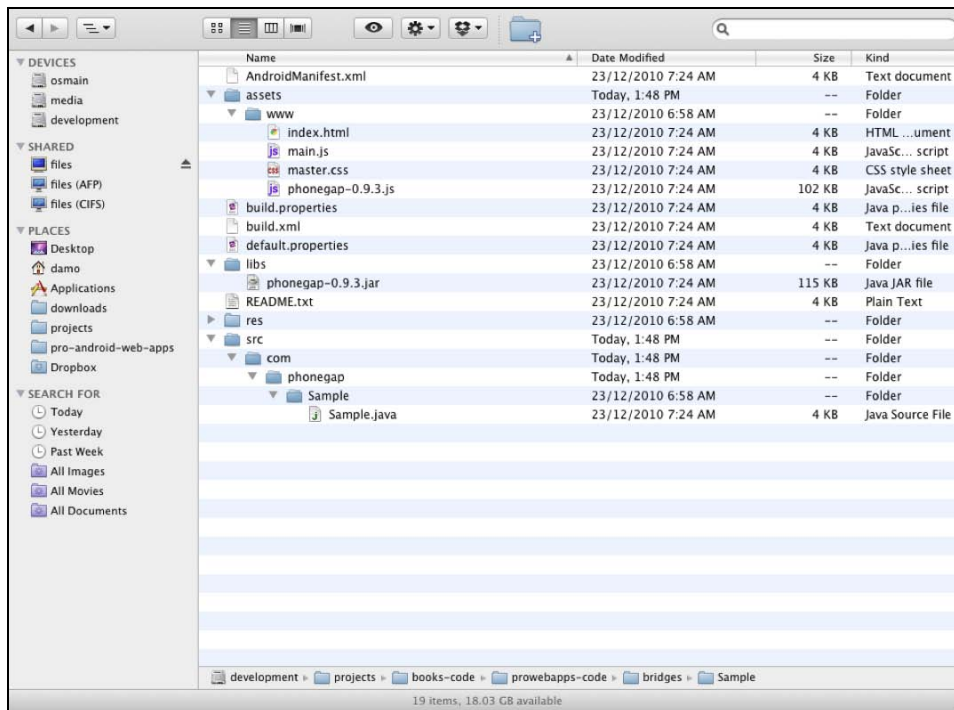 Name Date Modified Size Kind
DEVICES
osmain
media
development
SHARED
files
files (AFP)
files (CIFS)
PLACES
Desktop
damo
Applications
downloads
projects
pro-android-web-apps
Dropbox
SEARCH FOR
Today
Yesterday
Past Week
All Images
All Movies
All Documents
AndroidManifest.xml 23/12/2010 7:24 AM 4 KB Text document
assets Today, 1:48 PM -- Folder
www 23/12/2010 6:58 AM -- Folder
index.html 23/12/2010 7:24 AM 4 KB HTML ...ument
js main.js 23/12/2010 7:24 AM 4 KB JavaSc... script
css master.css 23/12/2010 7:24 AM 4 KB CSS style sheet
js phonegap-0.9.3.js 23/12/2010 7:24 AM 102 KB JavaSc... script
build.properties 23/12/2010 7:24 AM 4 KB Java p...ies file
build.xml 23/12/2010 7:24 AM 4 KB Text document
default.properties 23/12/2010 7:24 AM 4 KB Java p...ies file
libs 23/12/2010 6:58 AM -- Folder
phonegap-0.9.3.jar 23/12/2010 7:24 AM 115 KB Java JAR file
README.txt 23/12/2010 7:24 AM 4 KB Plain Text
res 23/12/2010 6:58 AM -- Folder
src Today, 1:48 PM -- Folder
com Today, 1:48 PM -- Folder
phonegap Today, 1:48 PM -- Folder
Sample 23/12/2010 6:58 AM -- Folder
Sample.java 23/12/2010 7:24 AM 4 KB Java Source File
development projects books-code prowebapps-code bridges Sample
19 items, 18.03 GB available